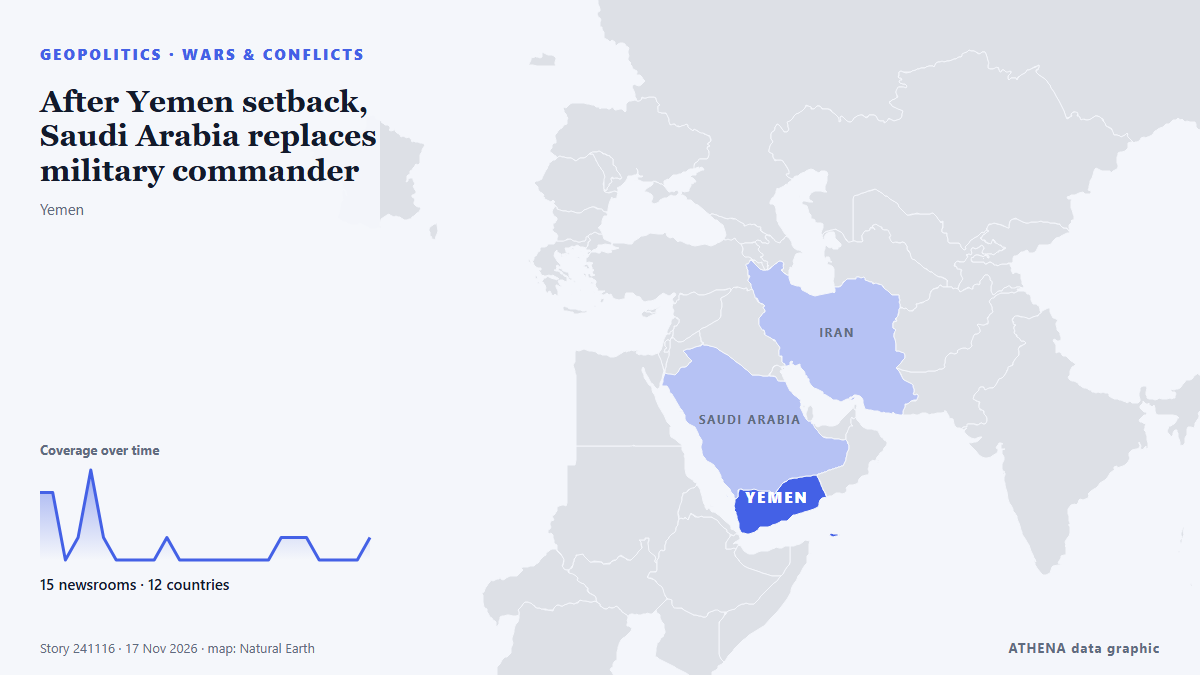 GEOPOLITICS · WARS & CONFLICTS
After Yemen setback,
Saudi Arabia replaces
military commander
Yemen
IRAN
SAUDI ARABIA
YEMEN
Coverage over time
15 newsrooms · 12 countries
Story 241116 · 17 Nov 2026 · map: Natural Earth
ATHENA data graphic